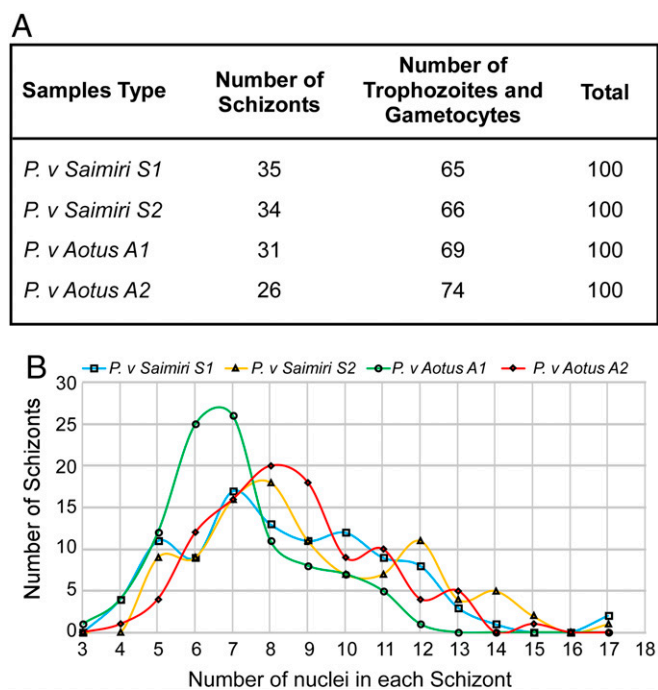 A
Samples Type Number of Schizonts Number of Trophozoites and Gametocytes Total
P. v Saimiri S1 35 65 100
P. v Saimiri S2 34 66 100
P. v Aotus A1 31 69 100
P. v Aotus A2 26 74 100
B
P. v Saimiri S1 P. v Saimiri S2 P. v Aotus A1 P. v Aotus A2
Number of Schizonts
30
25
20
15
10
5
0
3 4 5 6 7 8 9 10 11 12 13 14 15 16 17 18
Number of nuclei in each Schizont